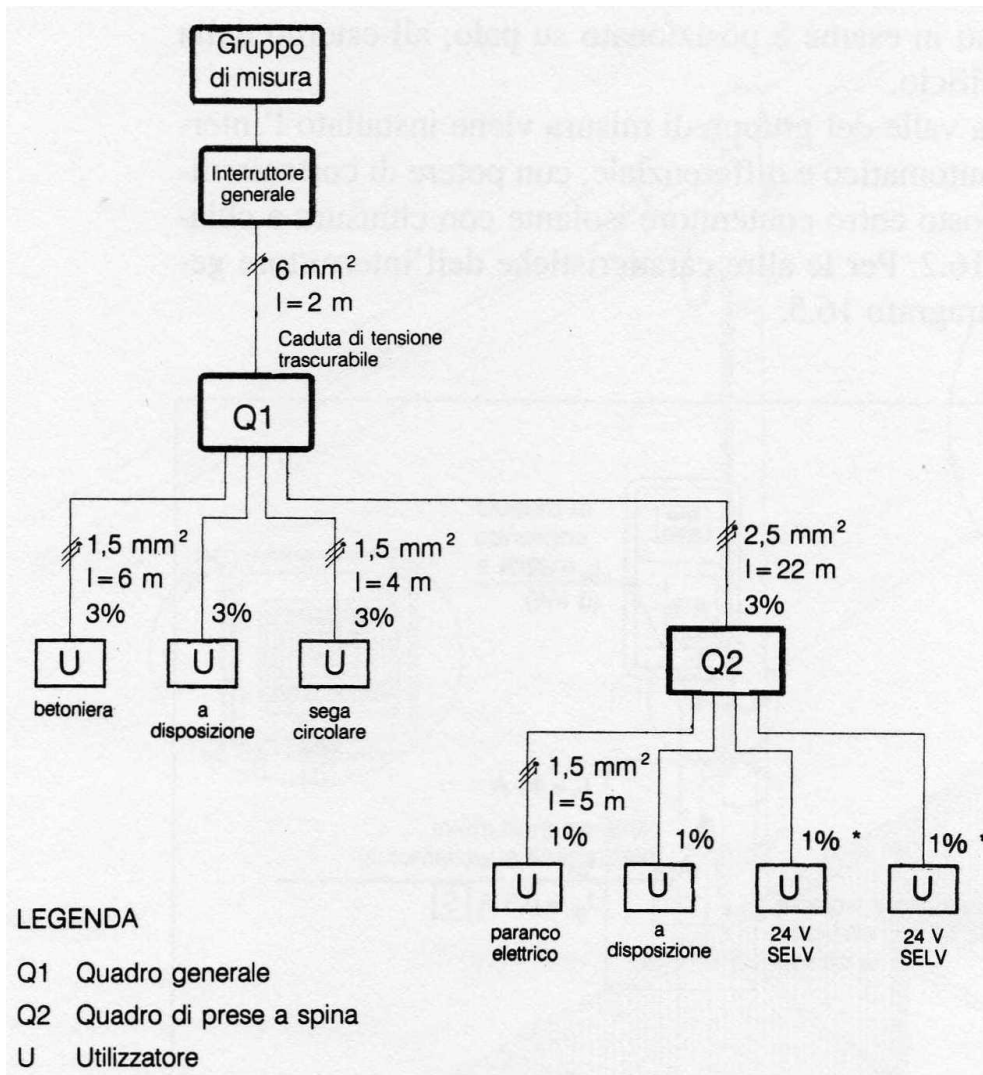 Gruppo
di misura
Interruttore
generale
6 mm²
l = 2 m
Caduta di tensione
trascurabile
Q1
1,5 mm²
l = 6 m
3%
U
betoniera
3%
U
a
disposizione
1,5 mm²
l = 4 m
3%
U
sega
circolare
2,5 mm²
l = 22 m
3%
Q2
1,5 mm²
l = 5 m
1%
U
paranco
elettrico
1%
U
a
disposizione
1% *
U
24 V
SELV
1% *
U
24 V
SELV
LEGENDA
Q1 Quadro generale
Q2 Quadro di prese a spina
U Utilizzatore